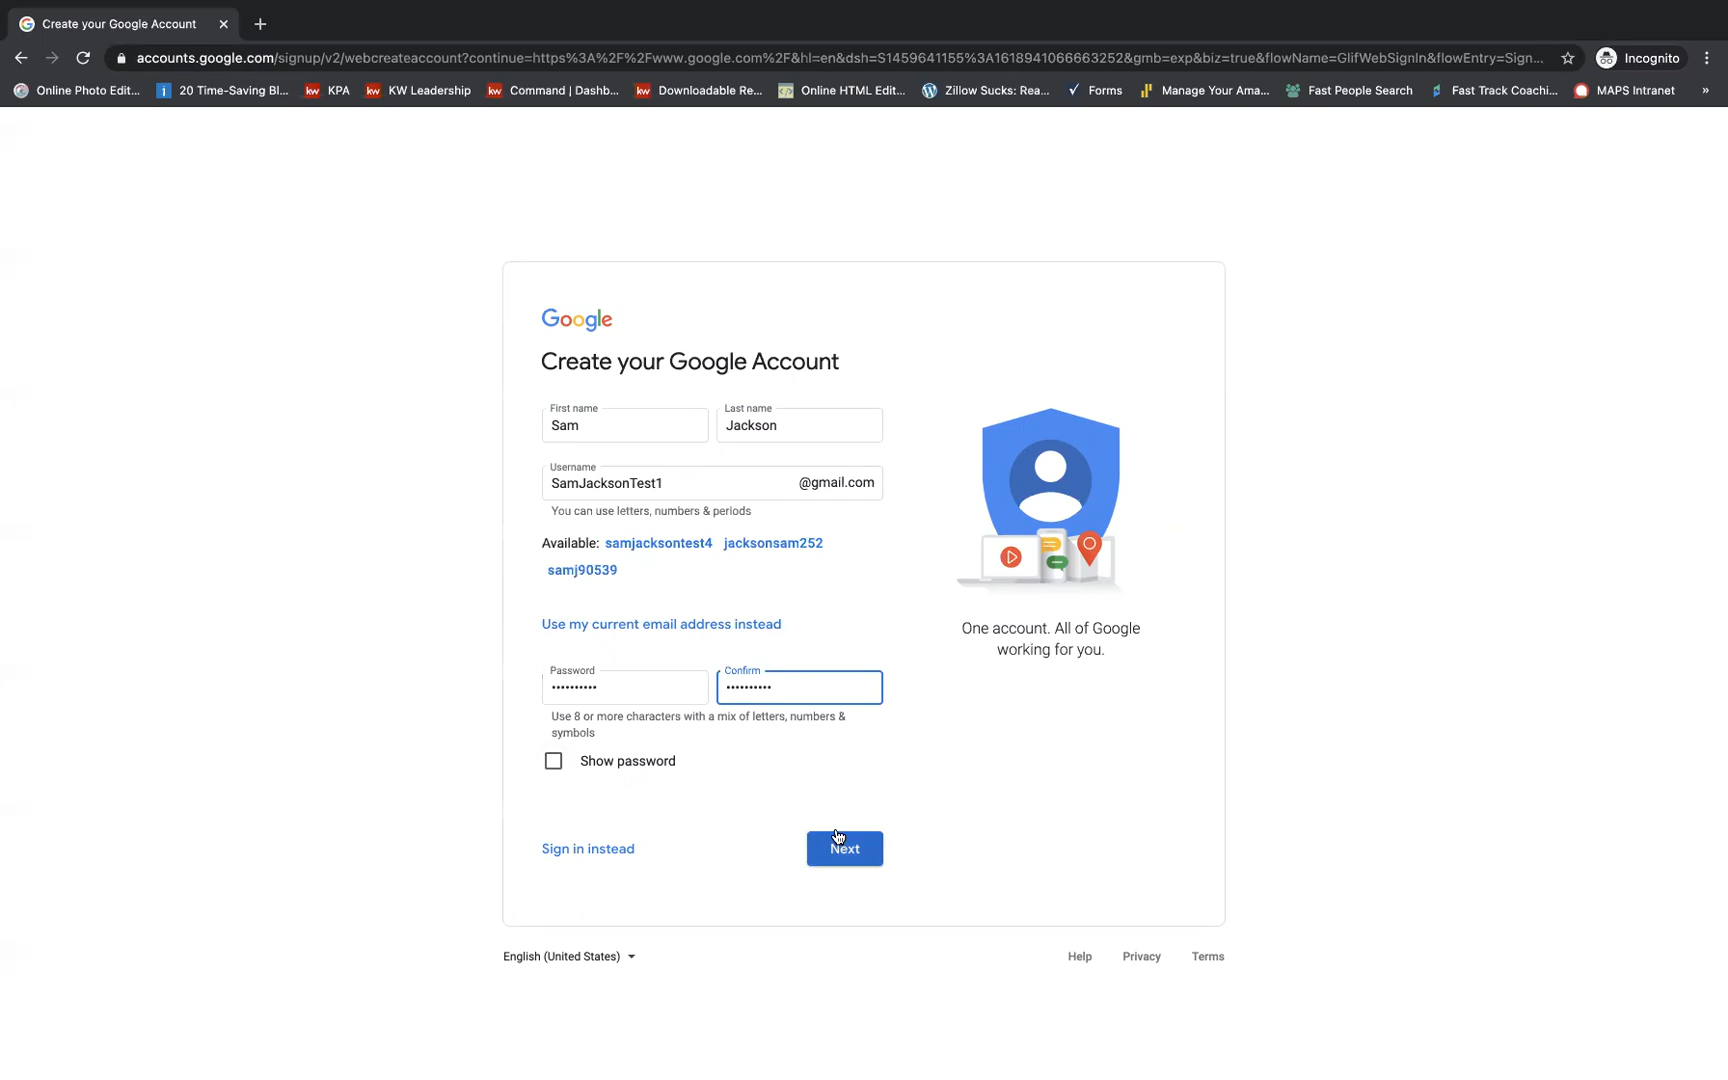 Create your Google Account
accounts.google.com/signup/v2/webcreateaccount?continue=https%3A%2F%2Fwww.google.com%2F&hl=en&dsh=S1459641155%3A1618941066663252&gmb=exp&biz=true&flowName=GlifWebSignIn&flowEntry=Sign...
Incognito
Online Photo Edit...
20 Time-Saving Bl...
kw KPA
kw KW Leadership
kw Command | Dashb...
kw Downloadable Re...
Online HTML Edit...
Zillow Sucks: Rea...
Forms
Manage Your Ama...
Fast People Search
Fast Track Coachi...
MAPS Intranet
»
Google
Create your Google Account
First name
Sam
Last name
Jackson
Username
SamJacksonTest1 @gmail.com
You can use letters, numbers & periods
Available: samjacksontest4 jacksonsam252
samj90539
Use my current email address instead
Password
••••••••••
Confirm
••••••••••
Use 8 or more characters with a mix of letters, numbers &
symbols
Show password
Sign in instead
Next
One account. All of Google
working for you.
English (United States)
Help Privacy Terms